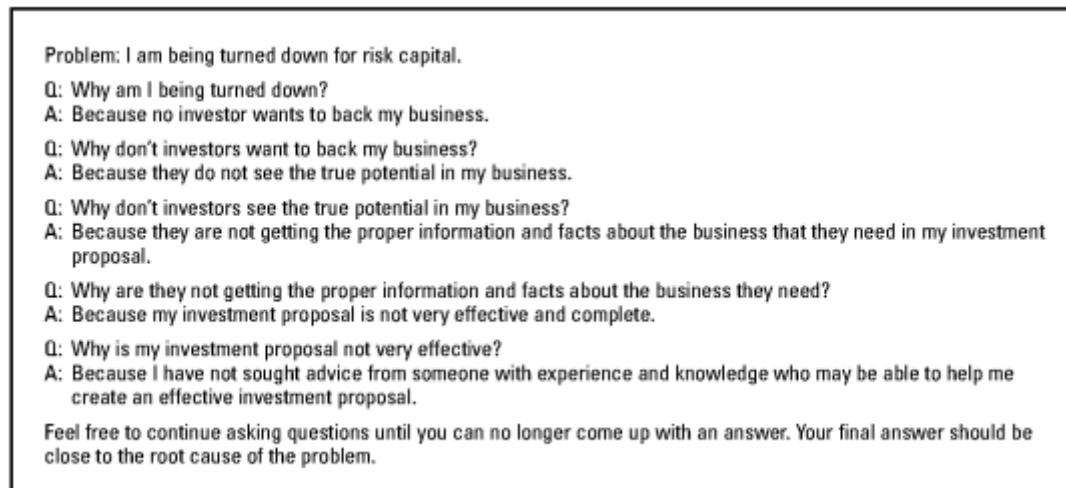 Problem: I am being turned down for risk capital.
Q: Why am I being turned down?
A: Because no investor wants to back my business.
Q: Why don't investors want to back my business?
A: Because they do not see the true potential in my business.
Q: Why don't investors see the true potential in my business?
A: Because they are not getting the proper information and facts about the business that they need in my investment
proposal.
Q: Why are they not getting the proper information and facts about the business they need?
A: Because my investment proposal is not very effective and complete.
Q: Why is my investment proposal not very effective?
A: Because I have not sought advice from someone with experience and knowledge who may be able to help me
create an effective investment proposal.
Feel free to continue asking questions until you can no longer come up with an answer. Your final answer should be
close to the root cause of the problem.